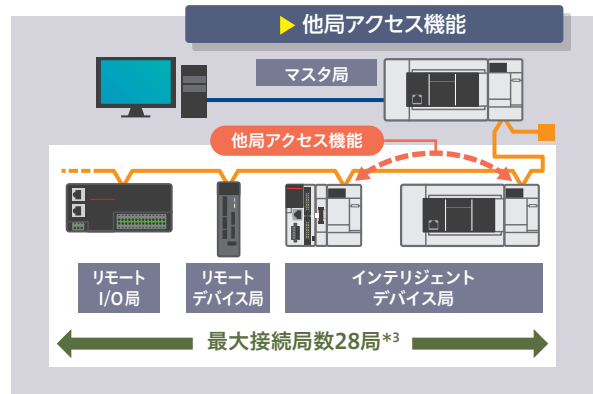 他局アクセス機能
マスタ局
他局アクセス機能
リモート
I/O局
リモート
デバイス局
インテリジェント
デバイス局
最大接続局数28局*3